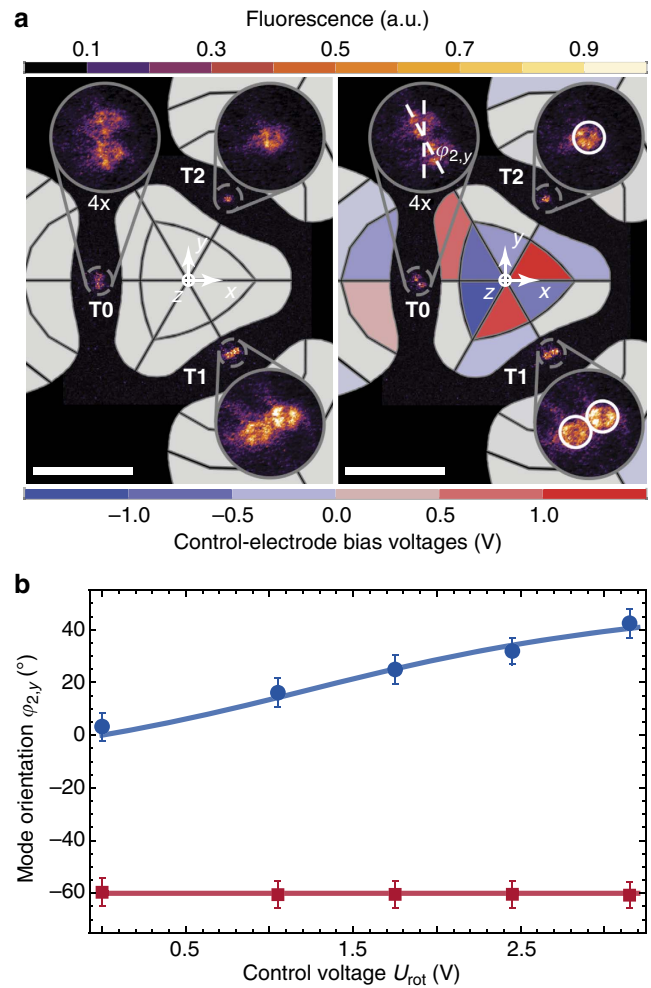 a
Fluorescence (a.u.)
0.1 0.3 0.5 0.7 0.9
4x
T2
T0
y
z
x
T1
φ2,y
4x
T2
T0
y
z
x
T1
−1.0 −0.5 0.0 0.5 1.0
Control-electrode bias voltages (V)
b
Mode orientation φ2,y (°)
40
20
0
−20
−40
−60
0.5 1.5 2.5
Control voltage Urot (V)